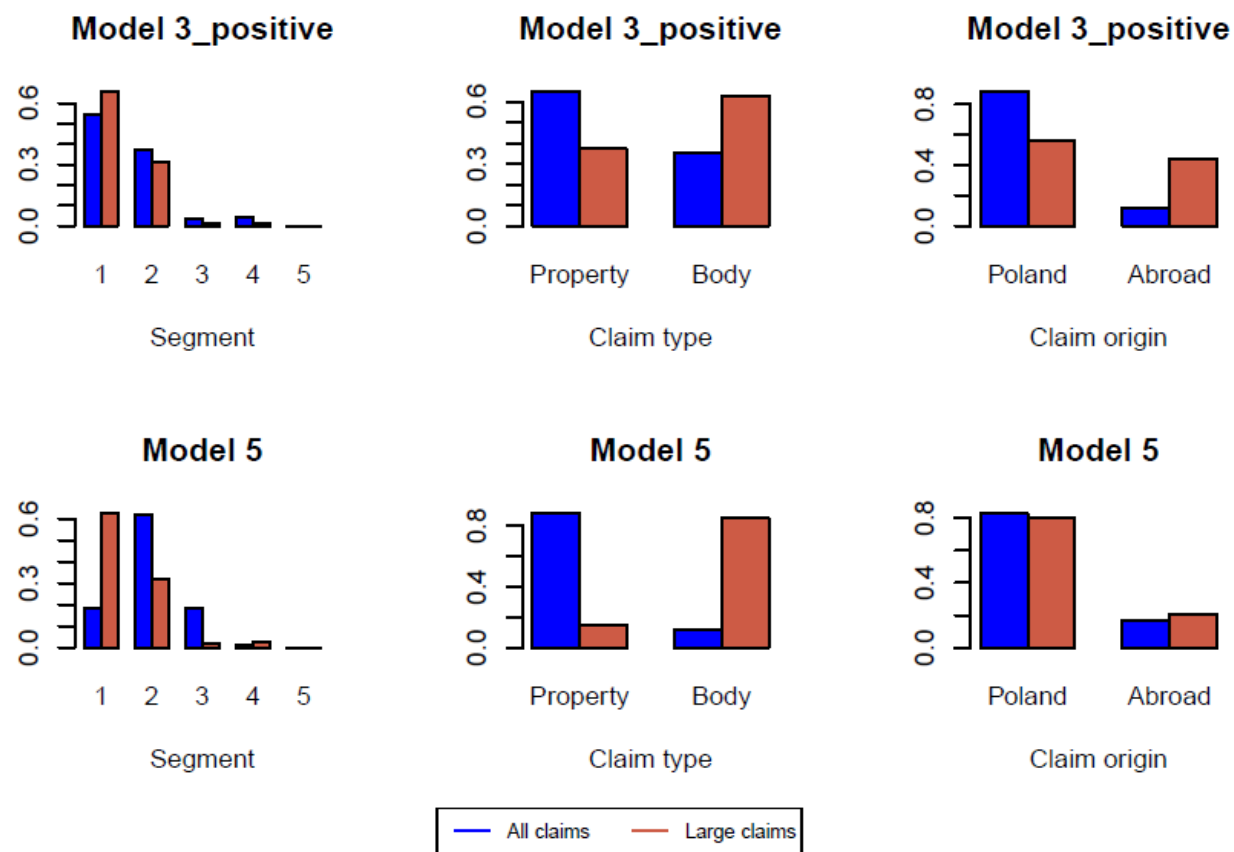 Model 3_positive
0.0 0.3 0.6
1 2 3 4 5
Segment
Model 3_positive
0.0 0.3 0.6
Property Body
Claim type
Model 3_positive
0.0 0.4 0.8
Poland Abroad
Claim origin
Model 5
0.0 0.3 0.6
1 2 3 4 5
Segment
Model 5
0.0 0.4 0.8
Property Body
Claim type
Model 5
0.0 0.4 0.8
Poland Abroad
Claim origin
All claims Large claims